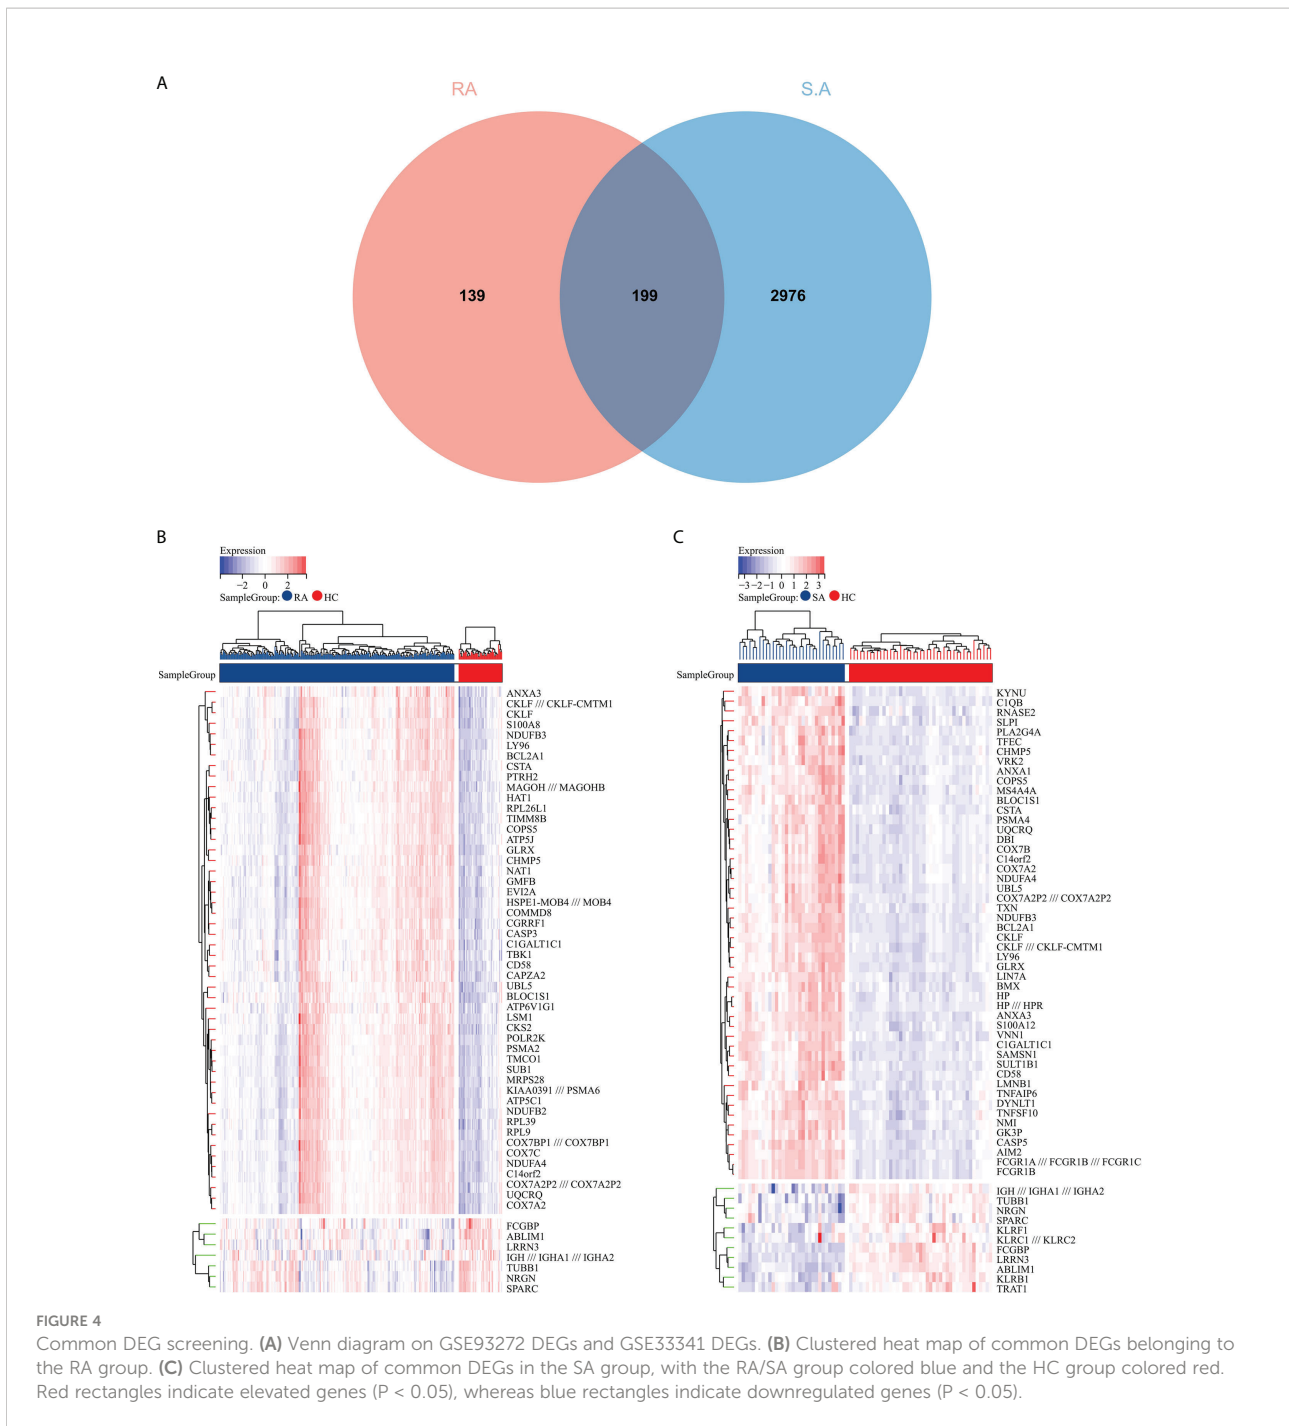 A
RA
S.A
139
199
2976
B
Expression
−2 0 2
SampleGroup: RA HC
SampleGroup
ANXA3
CKLF /// CKLF-CMTM1
CKLF
S100A8
NDUFB3
LY96
BCL2A1
CSTA
PTRH2
MAGOH /// MAGOHB
HAT1
RPL26L1
TIMM8B
COPS5
ATP5J
GLRX
CHMP5
NAT1
GMFB
EVI2A
HSPE1-MOB4 /// MOB4
COMMD8
CGRRF1
CASP3
C1GALT1C1
TBK1
CD58
CAPZA2
UBL5
BLOC1S1
ATP6V1G1
LSM1
CKS2
POLR2K
PSMA2
TMCO1
SUB1
MRPS28
KIAA0391 /// PSMA6
ATP5C1
NDUFB2
RPL39
RPL9
COX7BP1 /// COX7BP1
COX7C
NDUFA4
C14orf2
COX7A2P2 /// COX7A2P2
UQCRQ
COX7A2
FCGBP
ABLIM1
LRRN3
IGH /// IGHA1 /// IGHA2
TUBB1
NRGN
SPARC
C
Expression
−3 −2 −1 0 1 2 3
SampleGroup: SA HC
SampleGroup
KYNU
C1QB
RNASE2
SLPI
PLA2G4A
TFEC
CHMP5
VRK2
ANXA1
COPS5
MS4A4A
BLOC1S1
CSTA
PSMA4
UQCRQ
DBI
COX7B
C14orf2
COX7A2
NDUFA4
UBL5
COX7A2P2 /// COX7A2P2
TXN
NDUFB3
BCL2A1
CKLF
CKLF /// CKLF-CMTM1
LY96
GLRX
LIN7A
BMX
HP
HP /// HPR
ANXA3
S100A12
VNN1
C1GALT1C1
SAMSN1
SULT1B1
CD58
LMNB1
TNFAIP6
DYNLT1
TNFSF10
NMI
GK3P
CASP5
AIM2
FCGR1A /// FCGR1B /// FCGR1C
FCGR1B
IGH /// IGHA1 /// IGHA2
TUBB1
NRGN
SPARC
KLRF1
KLRC1 /// KLRC2
FCGBP
LRRN3
ABLIM1
KLRB1
TRAT1
FIGURE 4
Common DEG screening. (A) Venn diagram on GSE93272 DEGs and GSE33341 DEGs. (B) Clustered heat map of common DEGs belonging to
the RA group. (C) Clustered heat map of common DEGs in the SA group, with the RA/SA group colored blue and the HC group colored red.
Red rectangles indicate elevated genes (P < 0.05), whereas blue rectangles indicate downregulated genes (P < 0.05).